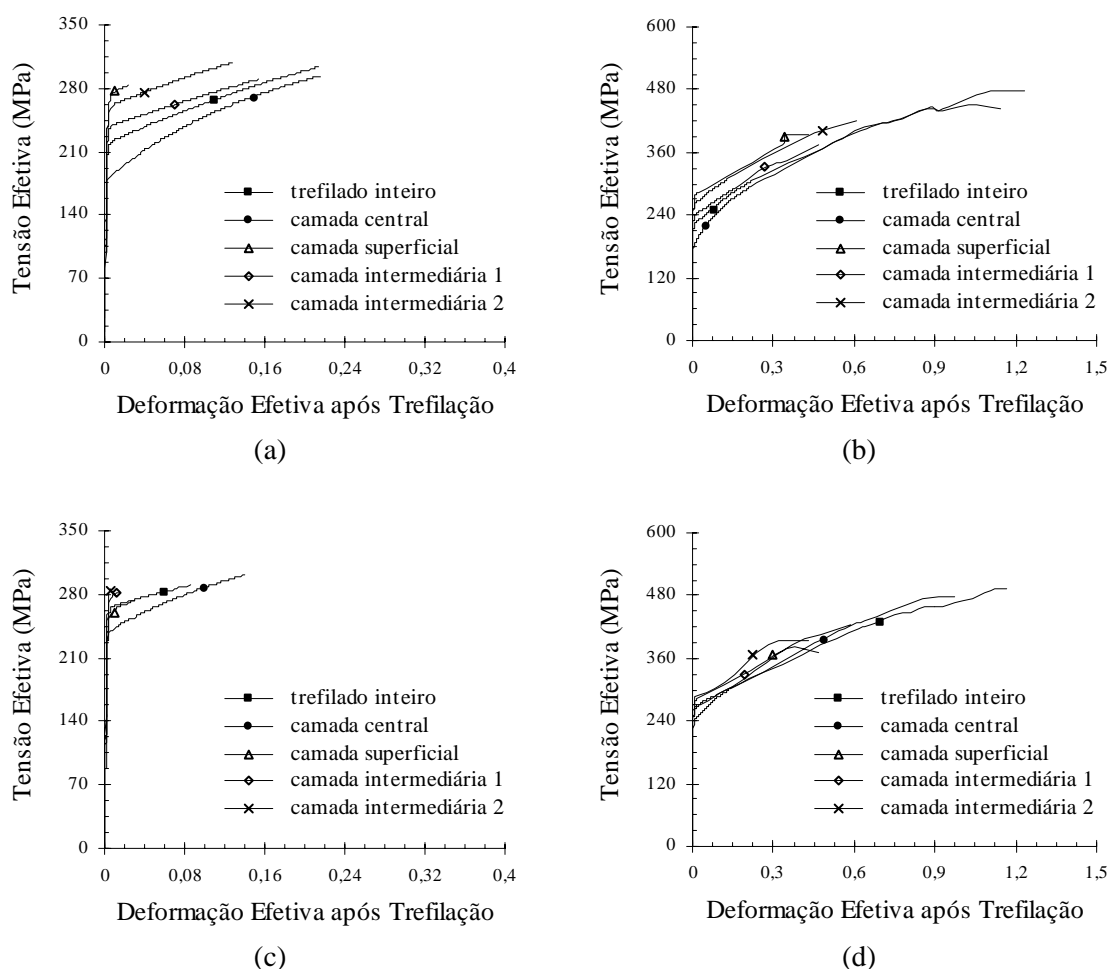 350
280
210
140
70
0
Tensão Efetiva (MPa)
trefilado inteiro
camada central
camada superficial
camada intermediária 1
camada intermediária 2
0 0,08 0,16 0,24 0,32 0,4
Deformação Efetiva após Trefilação
(a)
600
480
360
240
120
0
Tensão Efetiva (MPa)
trefilado inteiro
camada central
camada superficial
camada intermediária 1
camada intermediária 2
0 0,3 0,6 0,9 1,2 1,5
Deformação Efetiva após Trefilação
(b)
350
280
210
140
70
0
Tensão Efetiva (MPa)
trefilado inteiro
camada central
camada superficial
camada intermediária 1
camada intermediária 2
0 0,08 0,16 0,24 0,32 0,4
Deformação Efetiva após Trefilação
(c)
600
480
360
240
120
0
Tensão Efetiva (MPa)
trefilado inteiro
camada central
camada superficial
camada intermediária 1
camada intermediária 2
0 0,3 0,6 0,9 1,2 1,5
Deformação Efetiva após Trefilação
(d)